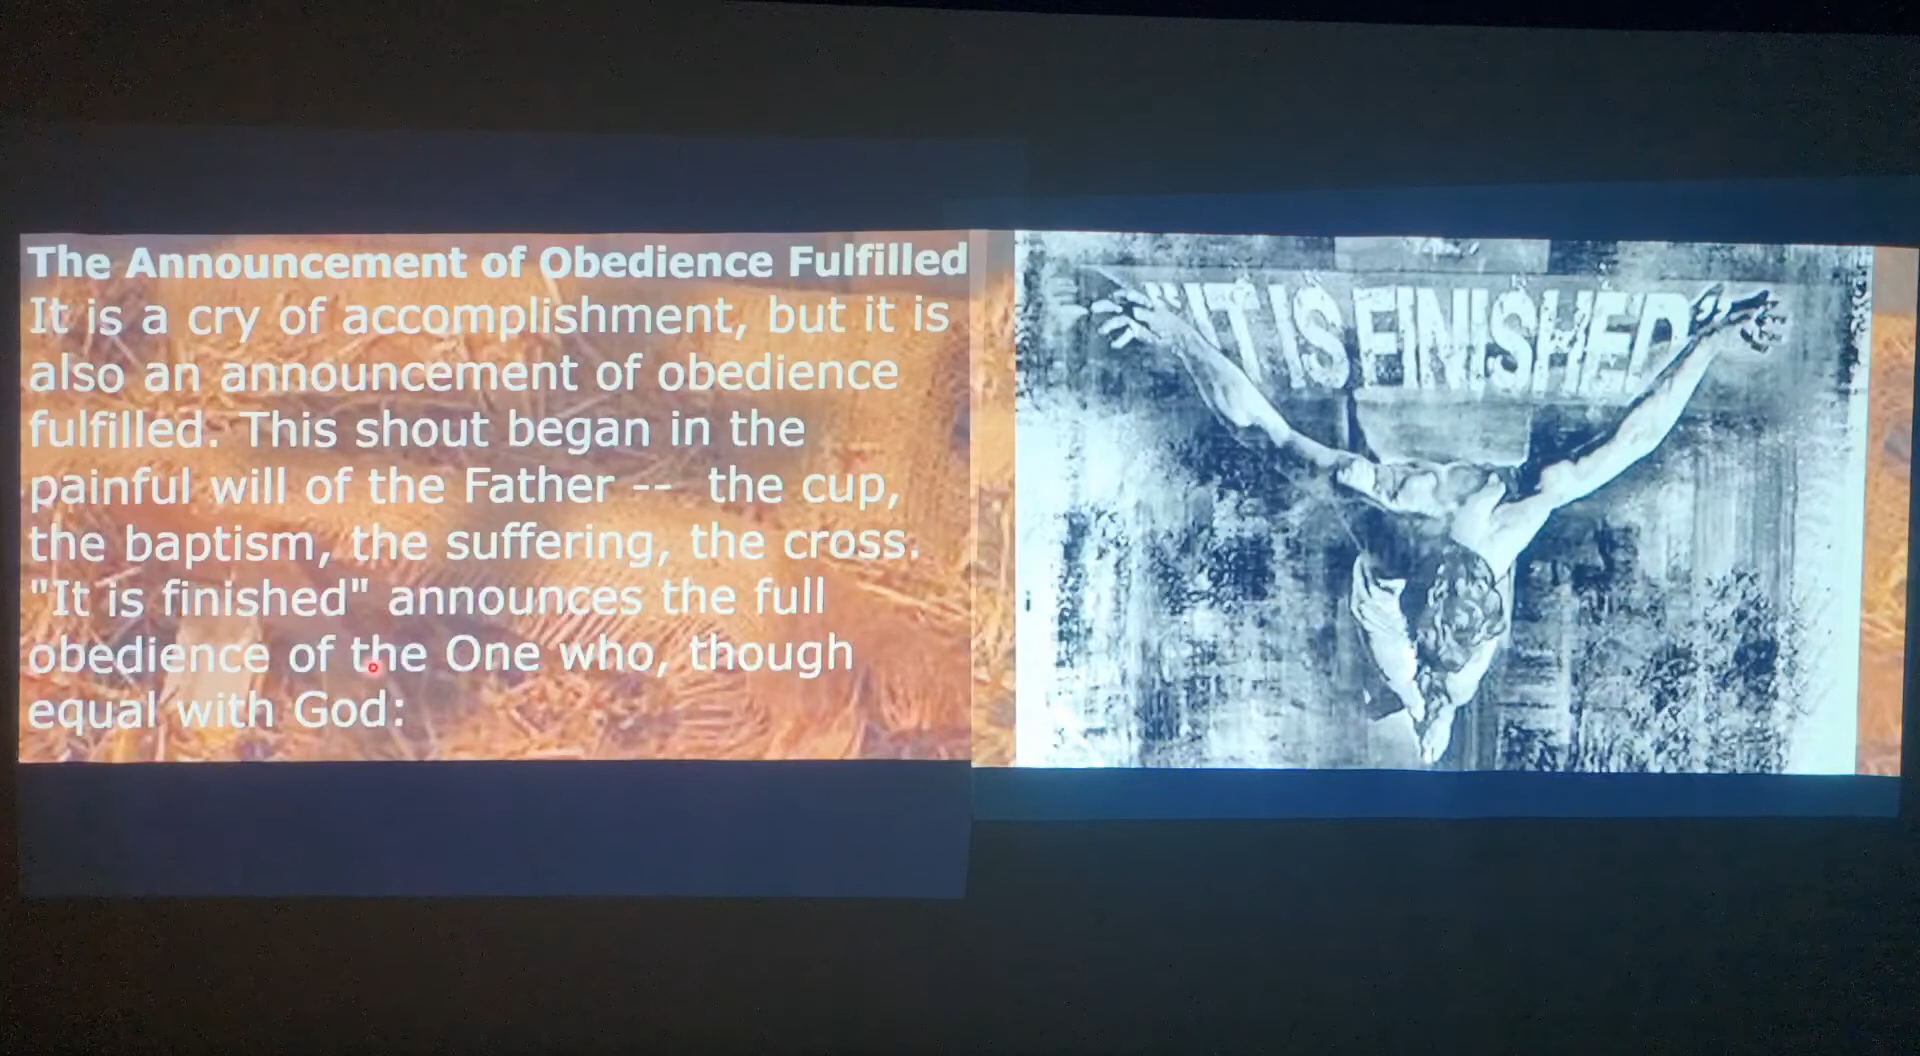 The Announcement of Obedience Fulfilled
It is a cry of accomplishment, but it is
also an announcement of obedience
fulfilled. This shout began in the
painful will of the Father --  the cup,
the baptism, the suffering, the cross.
"It is finished" announces the full
obedience of the One who, though
equal with God:
"IT IS FINISHED